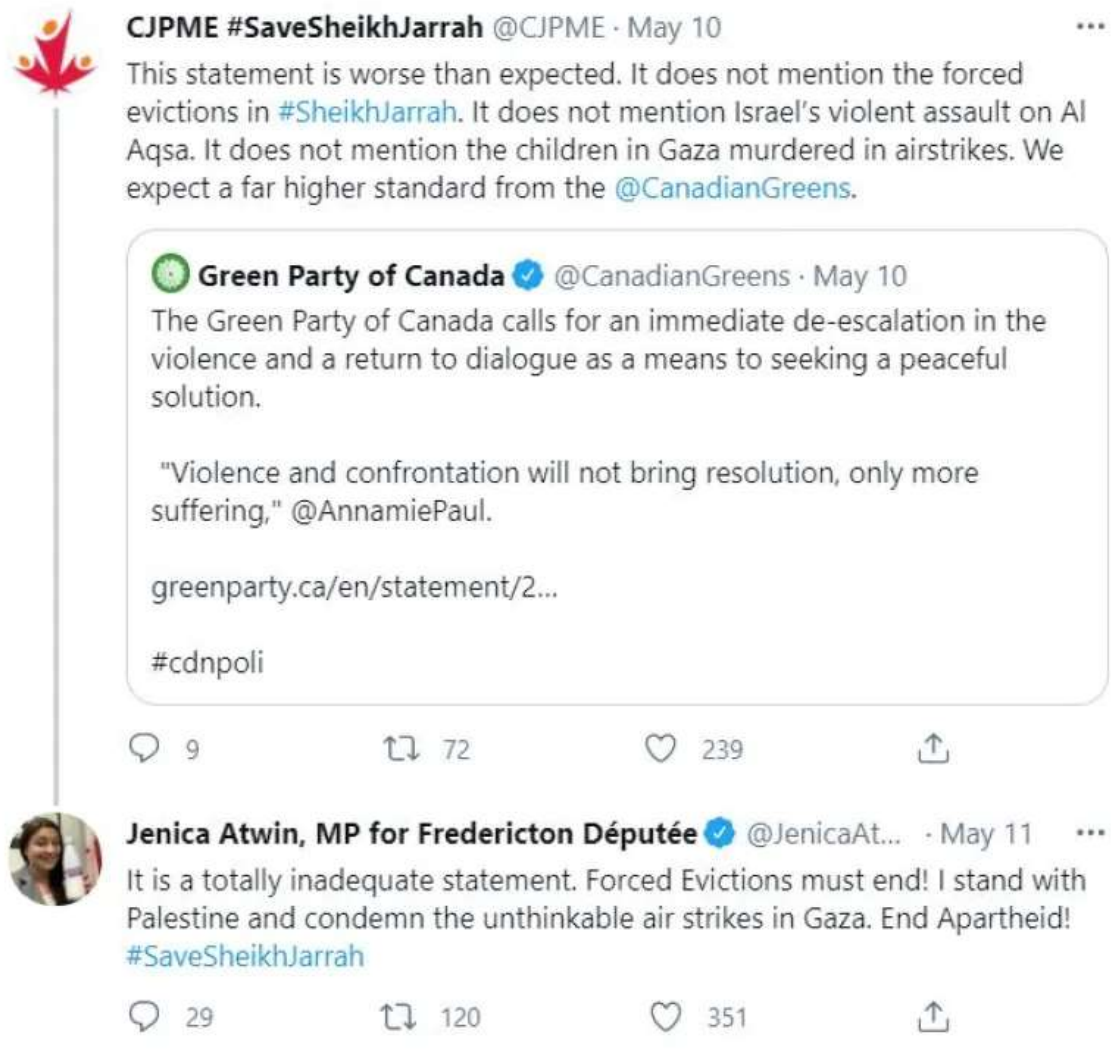 CJPME #SaveSheikhJarrah @CJPME · May 10
This statement is worse than expected. It does not mention the forced
evictions in #SheikhJarrah. It does not mention Israel's violent assault on Al
Aqsa. It does not mention the children in Gaza murdered in airstrikes. We
expect a far higher standard from the @CanadianGreens.
Green Party of Canada @CanadianGreens · May 10
The Green Party of Canada calls for an immediate de-escalation in the
violence and a return to dialogue as a means to seeking a peaceful
solution.
"Violence and confrontation will not bring resolution, only more
suffering," @AnnamiePaul.
greenparty.ca/en/statement/2...
#cdnpoli
9 72 239
Jenica Atwin, MP for Fredericton Députée @JenicaAt... · May 11
It is a totally inadequate statement. Forced Evictions must end! I stand with
Palestine and condemn the unthinkable air strikes in Gaza. End Apartheid!
#SaveSheikhJarrah
29 120 351